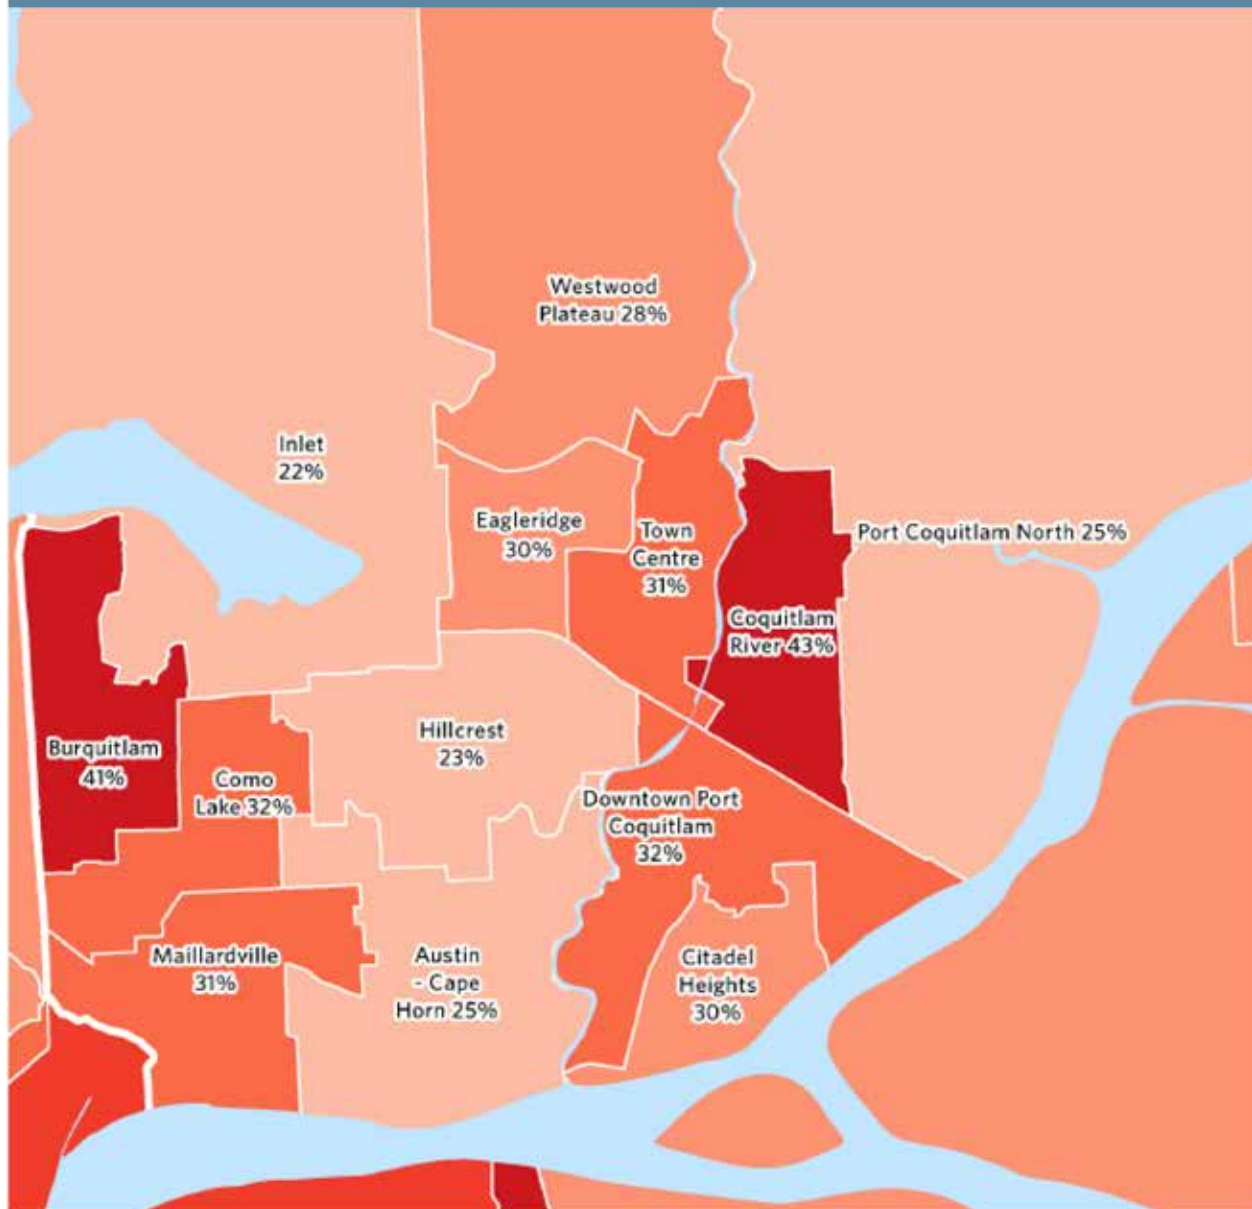 Westwood
Plateau 28%
Inlet
22%
Eagleridge
30%
Town
Centre
31%
Port Coquitlam North 25%
Coquitlam
River 43%
Hillcrest
23%
Burquitlam
41%
Como
Lake 32%
Downtown Port
Coquitlam
32%
Maillardville
31%
Austin
- Cape
Horn 25%
Citadel
Heights
30%